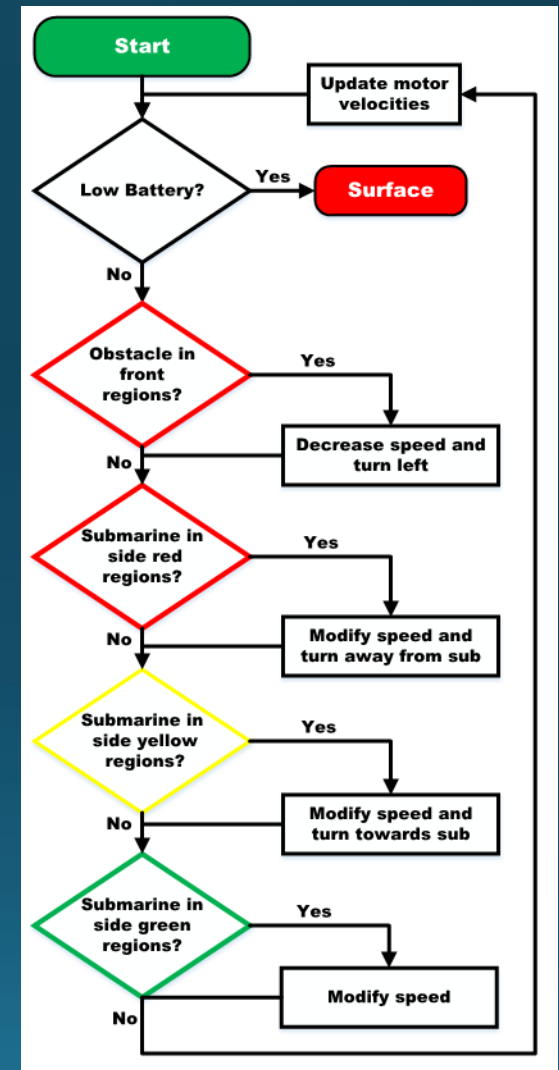 Start
Update motor
velocities
Low Battery?
Yes
Surface
No
Obstacle in
front
regions?
Yes
Decrease speed and
turn left
No
Submarine in
side red
regions?
Yes
Modify speed and
turn away from sub
No
Submarine in
side yellow
regions?
Yes
Modify speed and
turn towards sub
No
Submarine in
side green
regions?
Yes
Modify speed
No